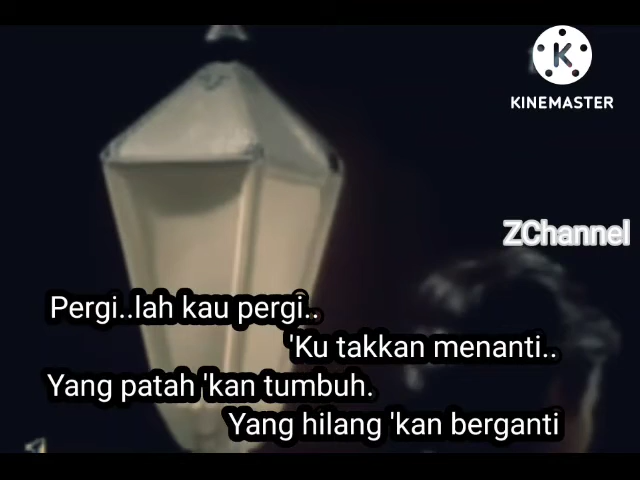 KINEMASTER
ZChannel
Pergi..lah kau pergi..
'Ku takkan menanti..
Yang patah 'kan tumbuh.
Yang hilang 'kan berganti